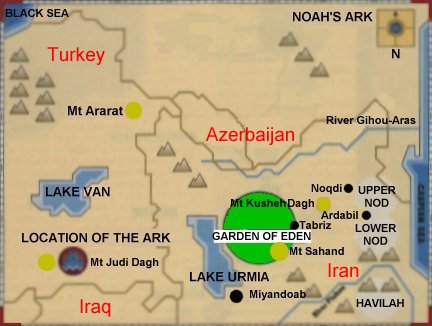 BLACK SEA
NOAH'S ARK
N
Turkey
Mt Ararat
River Gihou-Aras
Azerbaijan
LAKE VAN
Noqdi
UPPER
NOD
Mt Kusheh Dagh
Ardabil
Tabriz
LOWER
NOD
GARDEN OF EDEN
LOCATION OF THE ARK
Mt Judi Dagh
Mt Sahand
CASPIAN SEA
LAKE URMIA
Iran
Miyandoab
HAVILAH
Iraq